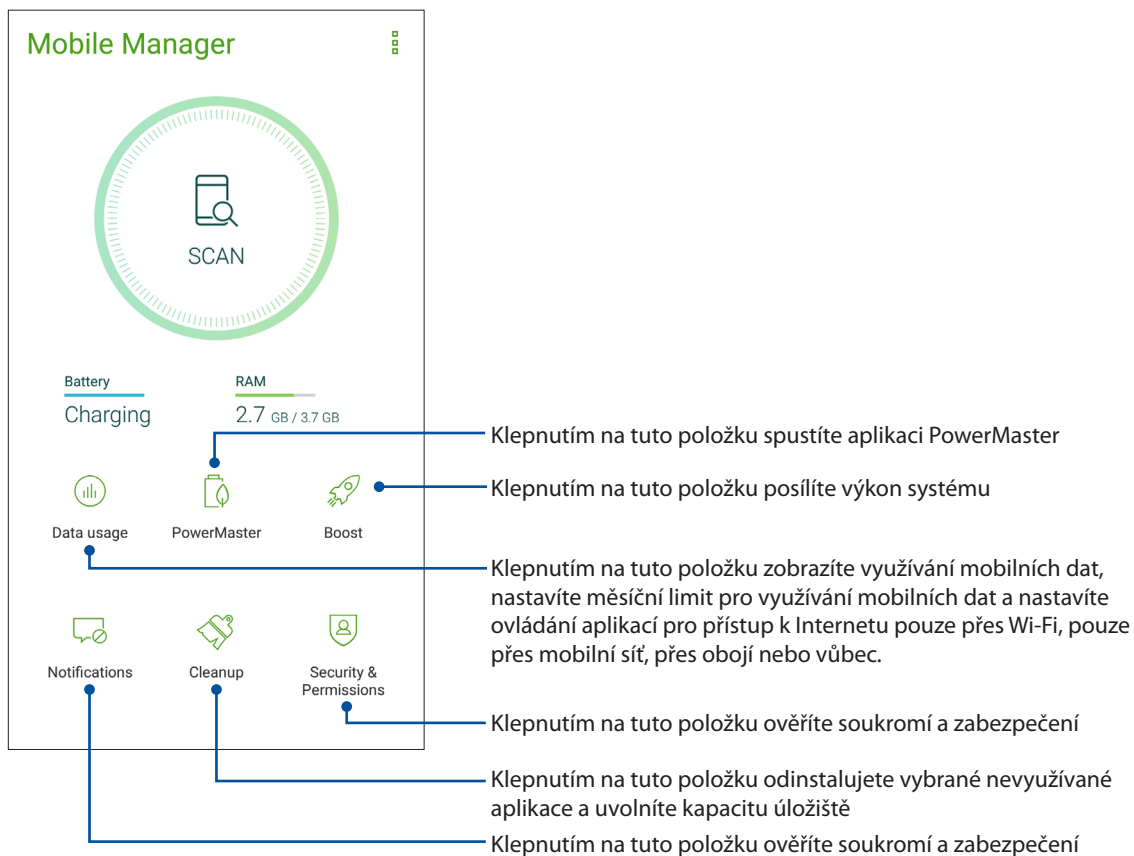 Mobile Manager
SCAN
Battery
Charging
RAM
2.7 GB / 3.7 GB
Data usage
PowerMaster
Boost
Notifications
Cleanup
Security &
Permissions
Klepnutím na tuto položku spustíte aplikaci PowerMaster
Klepnutím na tuto položku posílíte výkon systému
Klepnutím na tuto položku zobrazíte využívání mobilních dat,
nastavíte měsíční limit pro využívání mobilních dat a nastavíte
ovládání aplikací pro přístup k Internetu pouze přes Wi-Fi, pouze
přes mobilní síť, přes obojí nebo vůbec.
Klepnutím na tuto položku ověříte soukromí a zabezpečení
Klepnutím na tuto položku odinstalujete vybrané nevyužívané
aplikace a uvolníte kapacitu úložiště
Klepnutím na tuto položku ověříte soukromí a zabezpečení